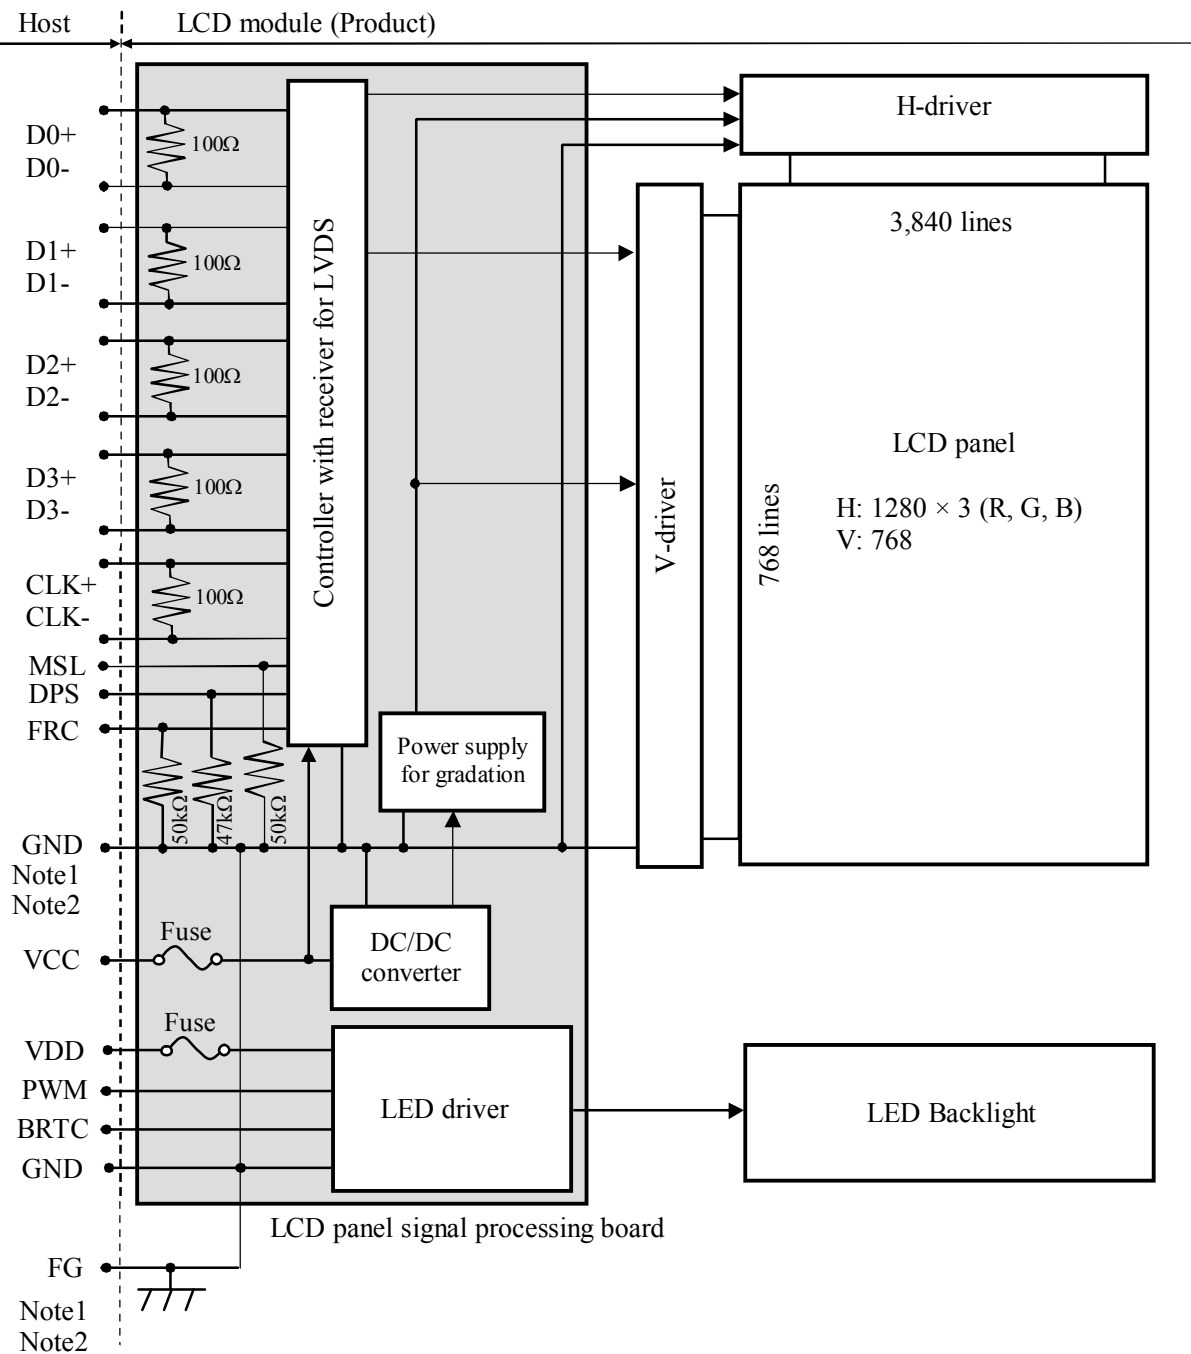 Host
LCD module (Product)
D0+
D0-
100Ω
D1+
D1-
100Ω
D2+
D2-
100Ω
D3+
D3-
100Ω
CLK+
CLK-
100Ω
MSL
DPS
FRC
50kΩ
47kΩ
50kΩ
GND
Note1
Note2
VCC
Fuse
VDD
Fuse
PWM
BRTC
GND
FG
Note1
Note2
Controller with receiver for LVDS
Power supply
for gradation
DC/DC
converter
LED driver
LCD panel signal processing board
H-driver
V-driver
3,840 lines
768 lines
LCD panel
H: 1280 × 3 (R, G, B)
V: 768
LED Backlight